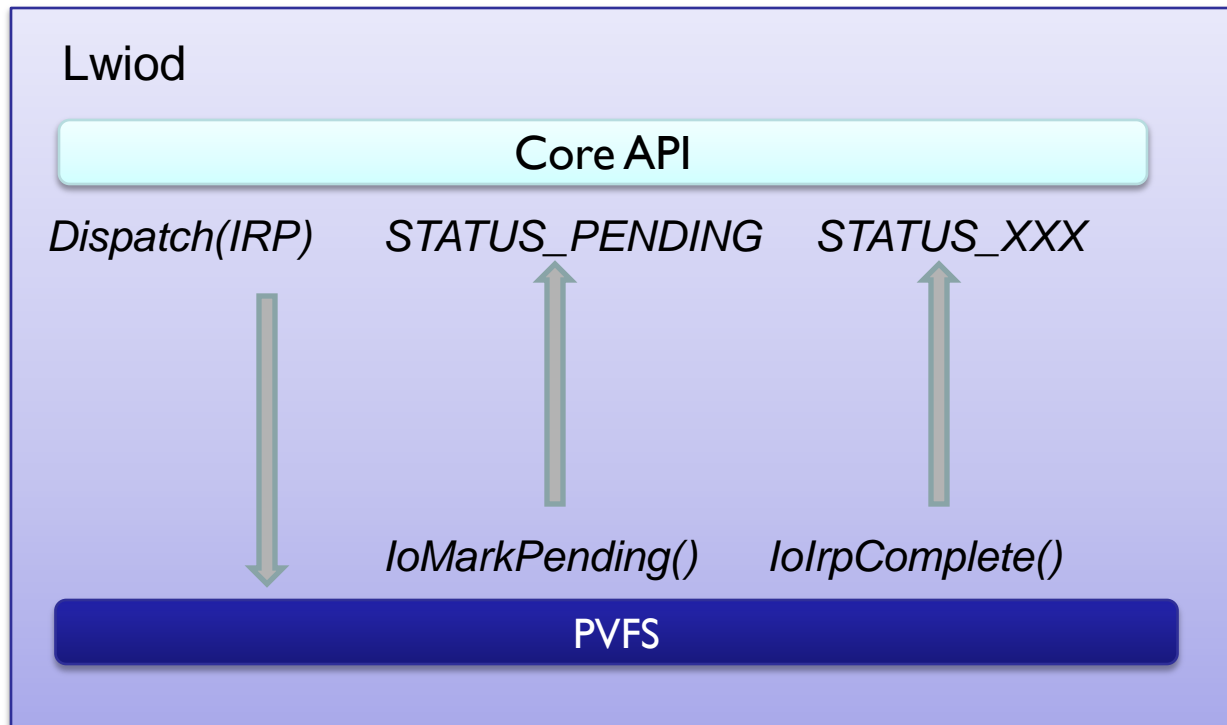 Lwiod
Core API
Dispatch(IRP) STATUS_PENDING STATUS_XXX
IoMarkPending() IoIrpComplete()
PVFS